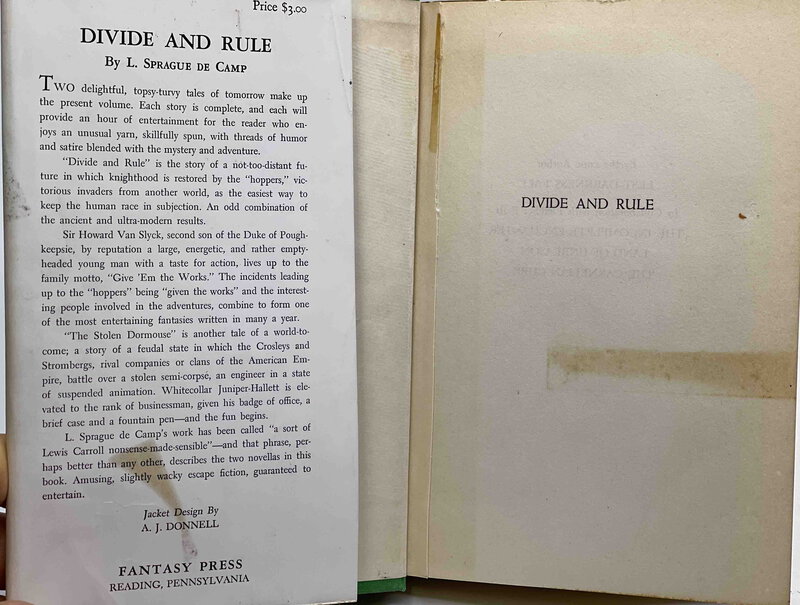 Price $3.00
DIVIDE AND RULE
By L. SPRAGUE DE CAMP
TWO delightful, topsy-turvy tales of tomorrow make up
the present volume. Each story is complete, and each will
provide an hour of entertainment for the reader who en-
joys an unusual yarn, skillfully spun, with threads of humor
and satire blended with the mystery and adventure.
"Divide and Rule" is the story of a not-too-distant fu-
ture in which knighthood is restored by the "hoppers," vic-
torious invaders from another world, as the easiest way to
keep the human race in subjection. An odd combination of
the ancient and ultra-modern results.
Sir Howard Van Slyck, second son of the Duke of Pough-
keepsie, by reputation a large, energetic, and rather empty-
headed young man with a taste for action, lives up to the
family motto, "Give 'Em the Works." The incidents leading
up to the "hoppers" being "given the works" and the interest-
ing people involved in the adventures, combine to form one
of the most entertaining fantasies written in many a year.
"The Stolen Dormouse" is another tale of a world-to-
come; a story of a feudal state in which the Crosleys and
Strombergs, rival companies or clans of the American Em-
pire, battle over a stolen semi-corpse, an engineer in a state
of suspended animation. Whitecollar Juniper-Hallett is ele-
vated to the rank of businessman, given his badge of office, a
brief case and a fountain pen—and the fun begins.
L. Sprague de Camp's work has been called "a sort of
Lewis Carroll nonsense-made-sensible"—and that phrase, per-
haps better than any other, describes the two novellas in this
book. Amusing, slightly wacky escape fiction, guaranteed to
entertain.
Jacket Design By
A. J. DONNELL
FANTASY PRESS
READING, PENNSYLVANIA
DIVIDE AND RULE